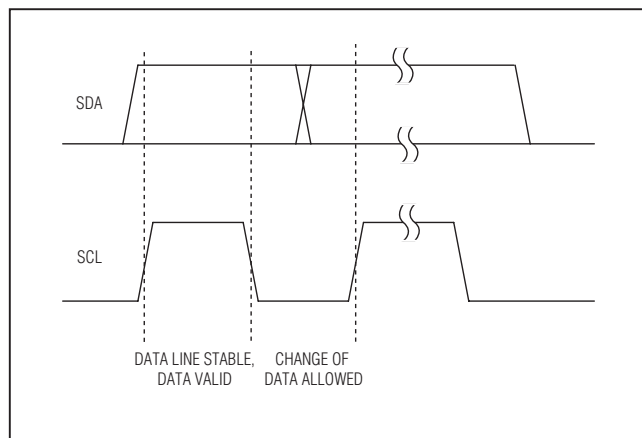 SDA
SCL
DATA LINE STABLE,
DATA VALID
CHANGE OF
DATA ALLOWED